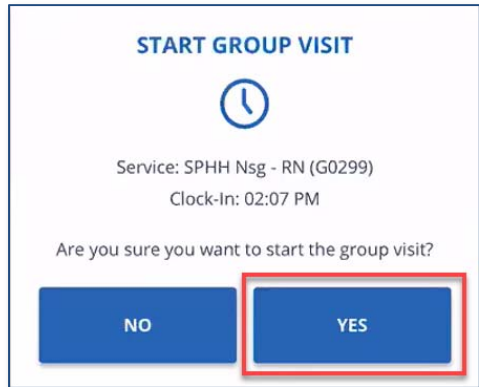 START GROUP VISIT
Service: SPHH Nsg - RN (G0299)
Clock-In: 02:07 PM
Are you sure you want to start the group visit?
NO
YES